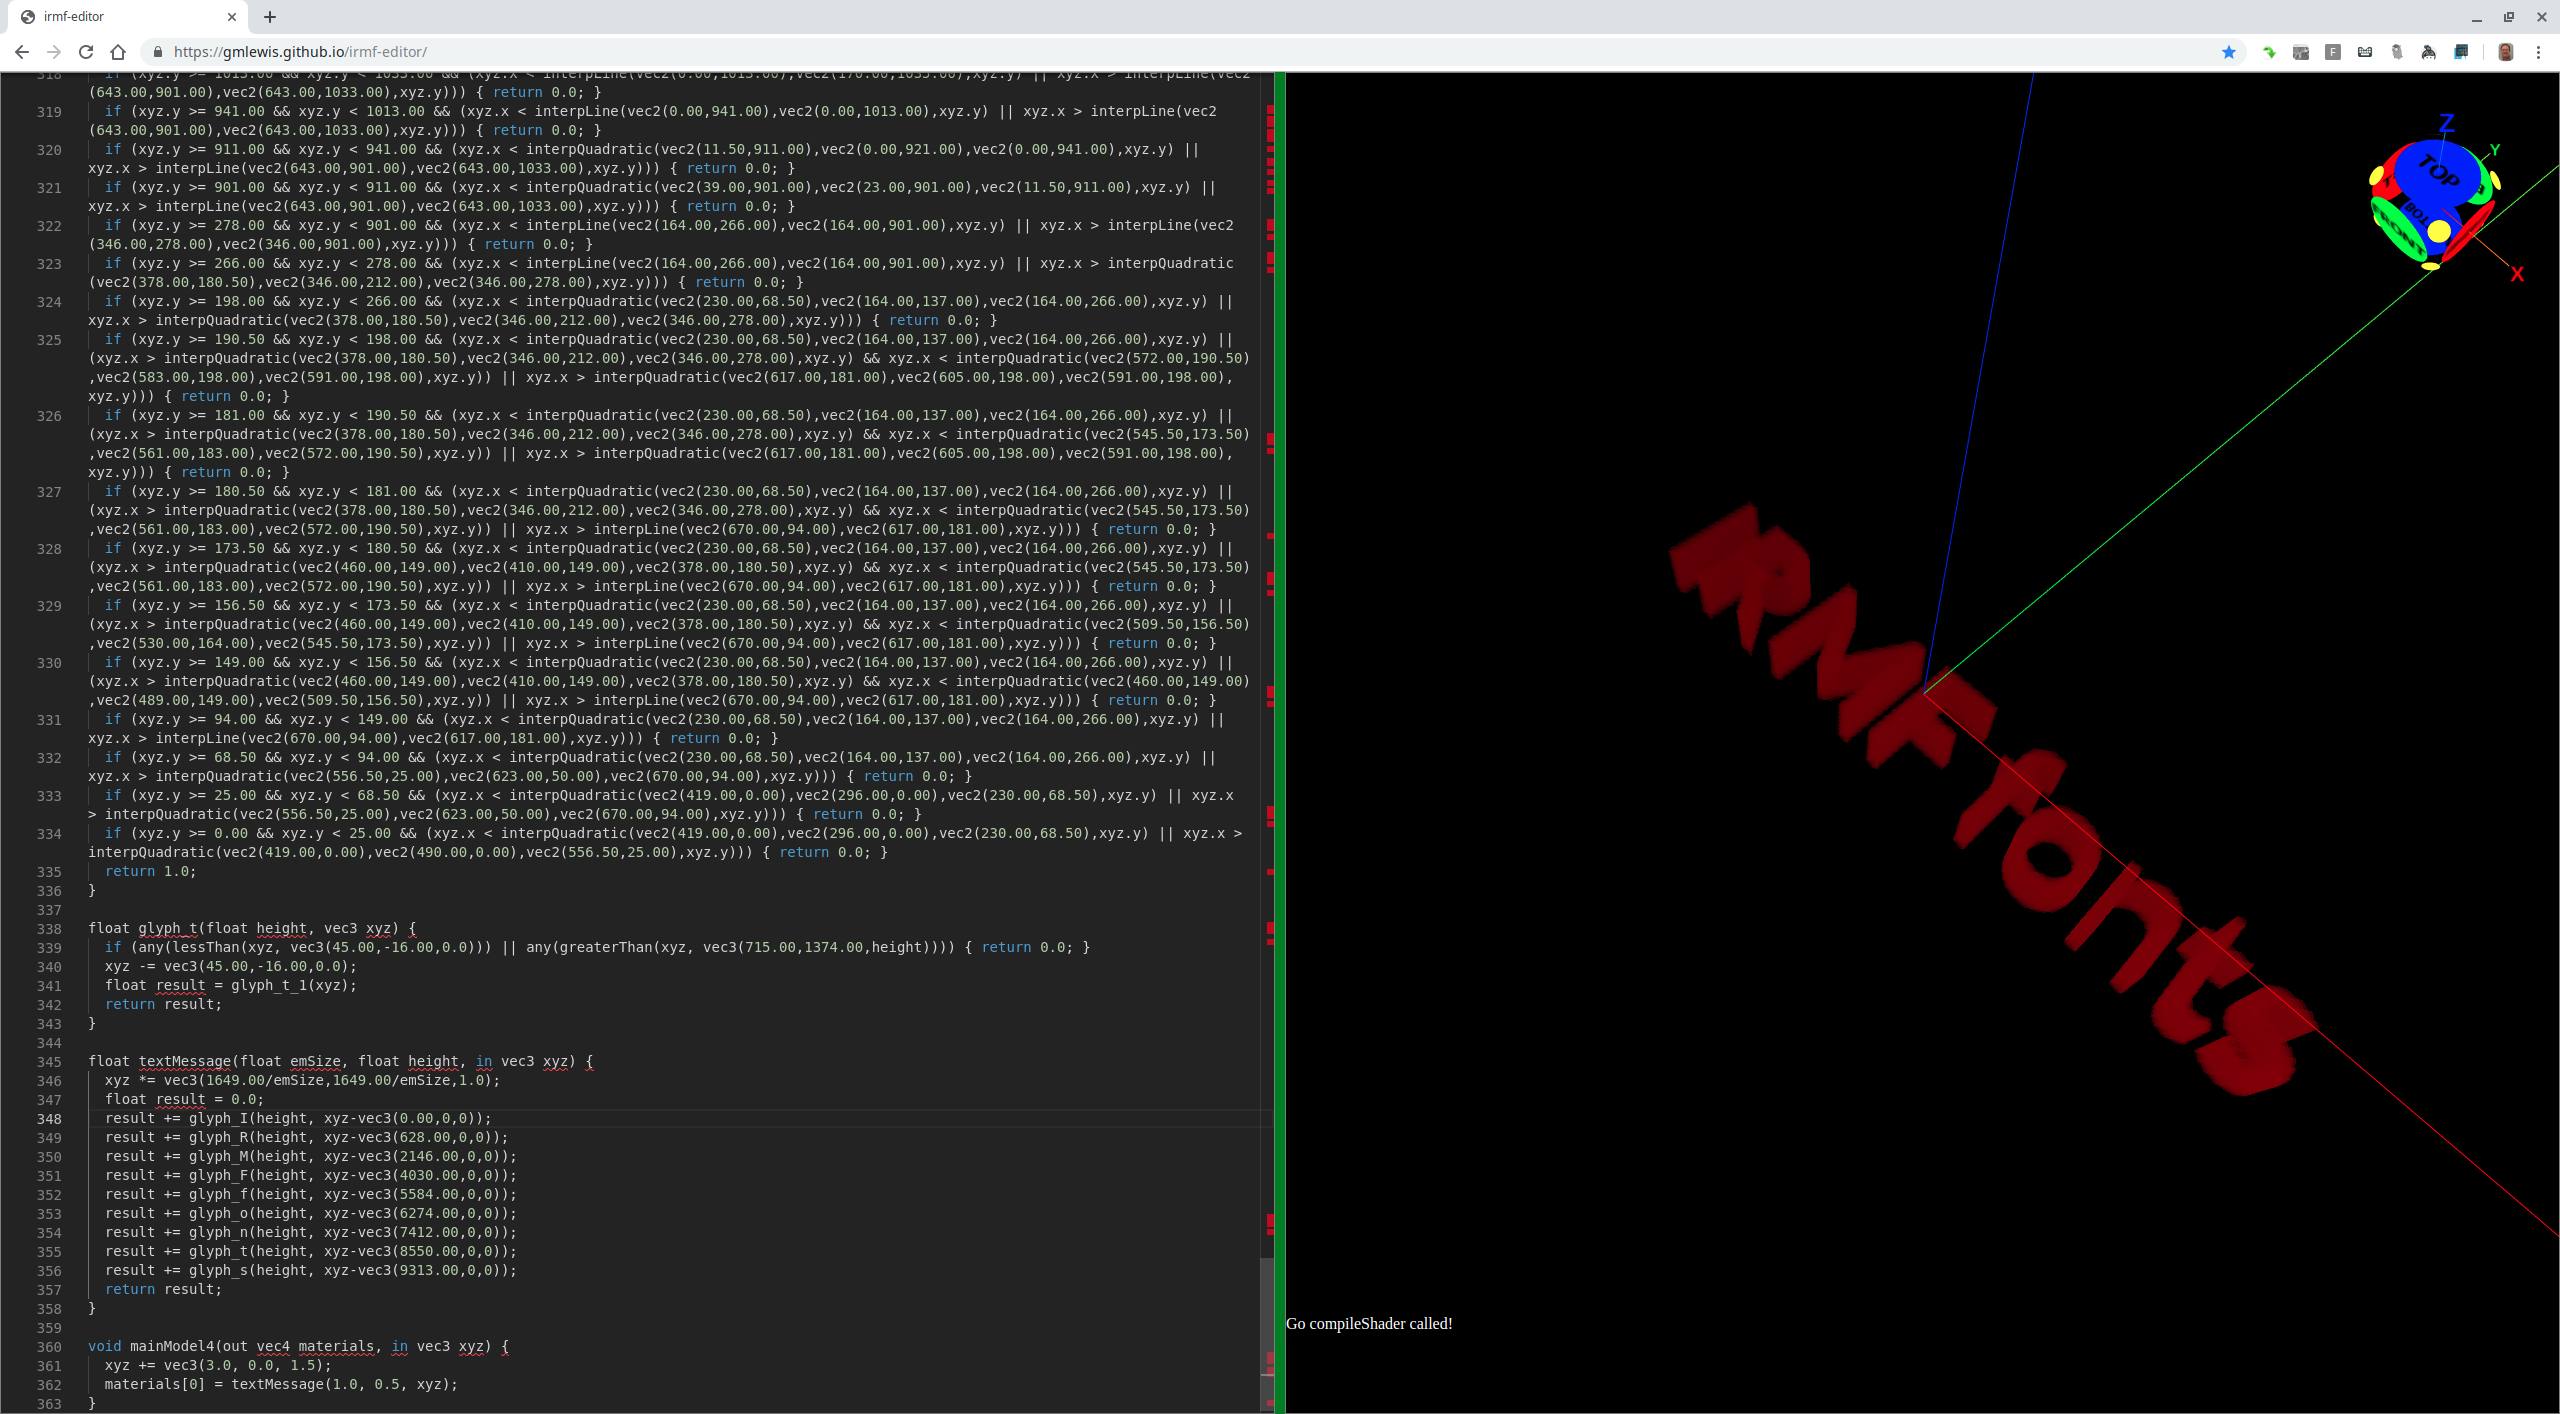 irmf-editor
https://gmlewis.github.io/irmf-editor/
318 if (xyz.y >= 1013.00 && xyz.y < 1033.00 && (xyz.x < interpLine(vec2(0.00,1013.00),vec2(170.00,1033.00),xyz.y) || xyz.x > interpLine(vec2
(643.00,901.00),vec2(643.00,1033.00),xyz.y))) { return 0.0; }
319 if (xyz.y >= 941.00 && xyz.y < 1013.00 && (xyz.x < interpLine(vec2(0.00,941.00),vec2(0.00,1013.00),xyz.y) || xyz.x > interpLine(vec2
(643.00,901.00),vec2(643.00,1033.00),xyz.y))) { return 0.0; }
320 if (xyz.y >= 911.00 && xyz.y < 941.00 && (xyz.x < interpQuadratic(vec2(11.50,911.00),vec2(0.00,921.00),vec2(0.00,941.00),xyz.y) ||
xyz.x > interpLine(vec2(643.00,901.00),vec2(643.00,1033.00),xyz.y))) { return 0.0; }
321 if (xyz.y >= 901.00 && xyz.y < 911.00 && (xyz.x < interpQuadratic(vec2(39.00,901.00),vec2(23.00,901.00),vec2(11.50,911.00),xyz.y) ||
xyz.x > interpLine(vec2(643.00,901.00),vec2(643.00,1033.00),xyz.y))) { return 0.0; }
322 if (xyz.y >= 278.00 && xyz.y < 901.00 && (xyz.x < interpLine(vec2(164.00,266.00),vec2(164.00,901.00),xyz.y) || xyz.x > interpLine(vec2
(346.00,278.00),vec2(346.00,901.00),xyz.y))) { return 0.0; }
323 if (xyz.y >= 266.00 && xyz.y < 278.00 && (xyz.x < interpLine(vec2(164.00,266.00),vec2(164.00,901.00),xyz.y) || xyz.x > interpQuadratic
(vec2(378.00,180.50),vec2(346.00,212.00),vec2(346.00,278.00),xyz.y))) { return 0.0; }
324 if (xyz.y >= 198.00 && xyz.y < 266.00 && (xyz.x < interpQuadratic(vec2(230.00,68.50),vec2(164.00,137.00),vec2(164.00,266.00),xyz.y) ||
xyz.x > interpQuadratic(vec2(378.00,180.50),vec2(346.00,212.00),vec2(346.00,278.00),xyz.y))) { return 0.0; }
325 if (xyz.y >= 190.50 && xyz.y < 198.00 && (xyz.x < interpQuadratic(vec2(230.00,68.50),vec2(164.00,137.00),vec2(164.00,266.00),xyz.y) ||
(xyz.x > interpQuadratic(vec2(378.00,180.50),vec2(346.00,212.00),vec2(346.00,278.00),xyz.y) && xyz.x < interpQuadratic(vec2(572.00,190.50)
,vec2(583.00,198.00),vec2(591.00,198.00),xyz.y)) || xyz.x > interpQuadratic(vec2(617.00,181.00),vec2(605.00,198.00),vec2(591.00,198.00),
xyz.y))) { return 0.0; }
326 if (xyz.y >= 181.00 && xyz.y < 190.50 && (xyz.x < interpQuadratic(vec2(230.00,68.50),vec2(164.00,137.00),vec2(164.00,266.00),xyz.y) ||
(xyz.x > interpQuadratic(vec2(378.00,180.50),vec2(346.00,212.00),vec2(346.00,278.00),xyz.y) && xyz.x < interpQuadratic(vec2(545.50,173.50)
,vec2(561.00,183.00),vec2(572.00,190.50),xyz.y)) || xyz.x > interpQuadratic(vec2(617.00,181.00),vec2(605.00,198.00),vec2(591.00,198.00),
xyz.y))) { return 0.0; }
327 if (xyz.y >= 180.50 && xyz.y < 181.00 && (xyz.x < interpQuadratic(vec2(230.00,68.50),vec2(164.00,137.00),vec2(164.00,266.00),xyz.y) ||
(xyz.x > interpQuadratic(vec2(378.00,180.50),vec2(346.00,212.00),vec2(346.00,278.00),xyz.y) && xyz.x < interpQuadratic(vec2(545.50,173.50)
,vec2(561.00,183.00),vec2(572.00,190.50),xyz.y)) || xyz.x > interpLine(vec2(670.00,94.00),vec2(617.00,181.00),xyz.y))) { return 0.0; }
328 if (xyz.y >= 173.50 && xyz.y < 180.50 && (xyz.x < interpQuadratic(vec2(230.00,68.50),vec2(164.00,137.00),vec2(164.00,266.00),xyz.y) ||
(xyz.x > interpQuadratic(vec2(460.00,149.00),vec2(410.00,149.00),vec2(378.00,180.50),xyz.y) && xyz.x < interpQuadratic(vec2(545.50,173.50)
,vec2(561.00,183.00),vec2(572.00,190.50),xyz.y)) || xyz.x > interpLine(vec2(670.00,94.00),vec2(617.00,181.00),xyz.y))) { return 0.0; }
329 if (xyz.y >= 156.50 && xyz.y < 173.50 && (xyz.x < interpQuadratic(vec2(230.00,68.50),vec2(164.00,137.00),vec2(164.00,266.00),xyz.y) ||
(xyz.x > interpQuadratic(vec2(460.00,149.00),vec2(410.00,149.00),vec2(378.00,180.50),xyz.y) && xyz.x < interpQuadratic(vec2(509.50,156.50)
,vec2(530.00,164.00),vec2(545.50,173.50),xyz.y)) || xyz.x > interpLine(vec2(670.00,94.00),vec2(617.00,181.00),xyz.y))) { return 0.0; }
330 if (xyz.y >= 149.00 && xyz.y < 156.50 && (xyz.x < interpQuadratic(vec2(230.00,68.50),vec2(164.00,137.00),vec2(164.00,266.00),xyz.y) ||
(xyz.x > interpQuadratic(vec2(460.00,149.00),vec2(410.00,149.00),vec2(378.00,180.50),xyz.y) && xyz.x < interpQuadratic(vec2(460.00,149.00)
,vec2(489.00,149.00),vec2(509.50,156.50),xyz.y)) || xyz.x > interpLine(vec2(670.00,94.00),vec2(617.00,181.00),xyz.y))) { return 0.0; }
331 if (xyz.y >= 94.00 && xyz.y < 149.00 && (xyz.x < interpQuadratic(vec2(230.00,68.50),vec2(164.00,137.00),vec2(164.00,266.00),xyz.y) ||
xyz.x > interpLine(vec2(670.00,94.00),vec2(617.00,181.00),xyz.y))) { return 0.0; }
332 if (xyz.y >= 68.50 && xyz.y < 94.00 && (xyz.x < interpQuadratic(vec2(230.00,68.50),vec2(164.00,137.00),vec2(164.00,266.00),xyz.y) ||
xyz.x > interpQuadratic(vec2(556.50,25.00),vec2(623.00,50.00),vec2(670.00,94.00),xyz.y))) { return 0.0; }
333 if (xyz.y >= 25.00 && xyz.y < 68.50 && (xyz.x < interpQuadratic(vec2(419.00,0.00),vec2(296.00,0.00),vec2(230.00,68.50),xyz.y) || xyz.x
> interpQuadratic(vec2(556.50,25.00),vec2(623.00,50.00),vec2(670.00,94.00),xyz.y))) { return 0.0; }
334 if (xyz.y >= 0.00 && xyz.y < 25.00 && (xyz.x < interpQuadratic(vec2(419.00,0.00),vec2(296.00,0.00),vec2(230.00,68.50),xyz.y) || xyz.x >
interpQuadratic(vec2(419.00,0.00),vec2(490.00,0.00),vec2(556.50,25.00),xyz.y))) { return 0.0; }
335 return 1.0;
336 }
337
338 float glyph_t(float height, vec3 xyz) {
339 if (any(lessThan(xyz, vec3(45.00,-16.00,0.0))) || any(greaterThan(xyz, vec3(715.00,1374.00,height)))) { return 0.0; }
340 xyz -= vec3(45.00,-16.00,0.0);
341 float result = glyph_t_1(xyz);
342 return result;
343 }
344
345 float textMessage(float emSize, float height, in vec3 xyz) {
346 xyz *= vec3(1649.00/emSize,1649.00/emSize,1.0);
347 float result = 0.0;
348 result += glyph_I(height, xyz-vec3(0.00,0,0));
349 result += glyph_R(height, xyz-vec3(628.00,0,0));
350 result += glyph_M(height, xyz-vec3(2146.00,0,0));
351 result += glyph_F(height, xyz-vec3(4030.00,0,0));
352 result += glyph_f(height, xyz-vec3(5584.00,0,0));
353 result += glyph_o(height, xyz-vec3(6274.00,0,0));
354 result += glyph_n(height, xyz-vec3(7412.00,0,0));
355 result += glyph_t(height, xyz-vec3(8550.00,0,0));
356 result += glyph_s(height, xyz-vec3(9313.00,0,0));
357 return result;
358 }
359
360 void mainModel4(out vec4 materials, in vec3 xyz) {
361 xyz += vec3(3.0, 0.0, 1.5);
362 materials[0] = textMessage(1.0, 0.5, xyz);
363 }
Z
Y
TOP
FRONT
X
IRMF fonts
Go compileShader called!